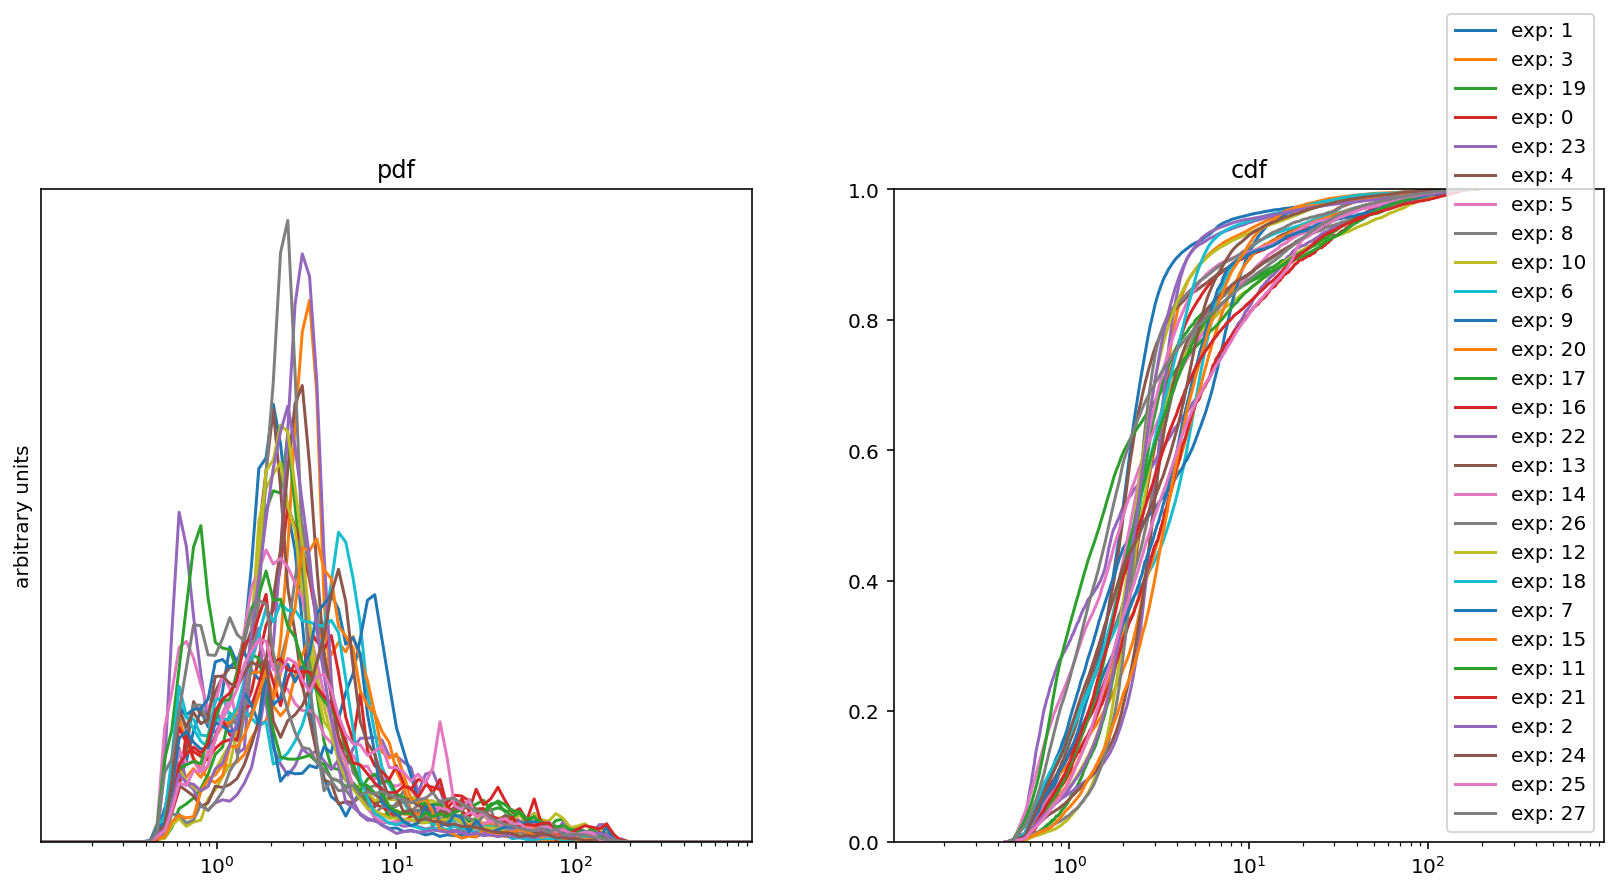 pdf
arbitrary units
10⁰
10¹
10²
cdf
1.0
0.8
0.6
0.4
0.2
0.0
10⁰
10¹
10²
exp: 1
exp: 3
exp: 19
exp: 0
exp: 23
exp: 4
exp: 5
exp: 8
exp: 10
exp: 6
exp: 9
exp: 20
exp: 17
exp: 16
exp: 22
exp: 13
exp: 14
exp: 26
exp: 12
exp: 18
exp: 7
exp: 15
exp: 11
exp: 21
exp: 2
exp: 24
exp: 25
exp: 27